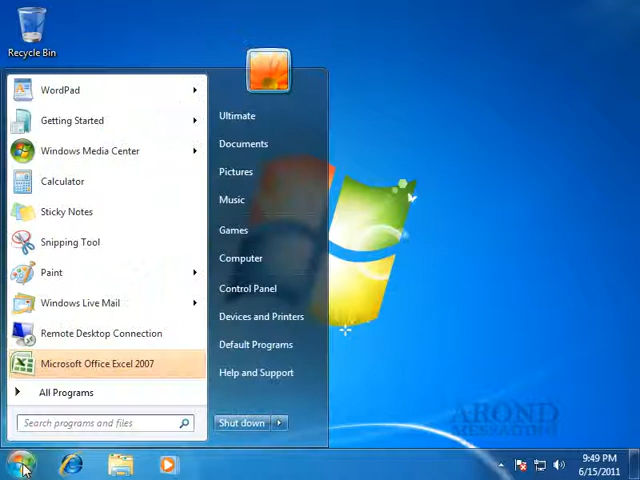 Recycle Bin
WordPad
Getting Started
Windows Media Center
Calculator
Sticky Notes
Snipping Tool
Paint
Windows Live Mail
Remote Desktop Connection
Microsoft Office Excel 2007
All Programs
Search programs and files
Ultimate
Documents
Pictures
Music
Games
Computer
Control Panel
Devices and Printers
Default Programs
Help and Support
Shut down
AROND
9:49 PM
6/15/2011